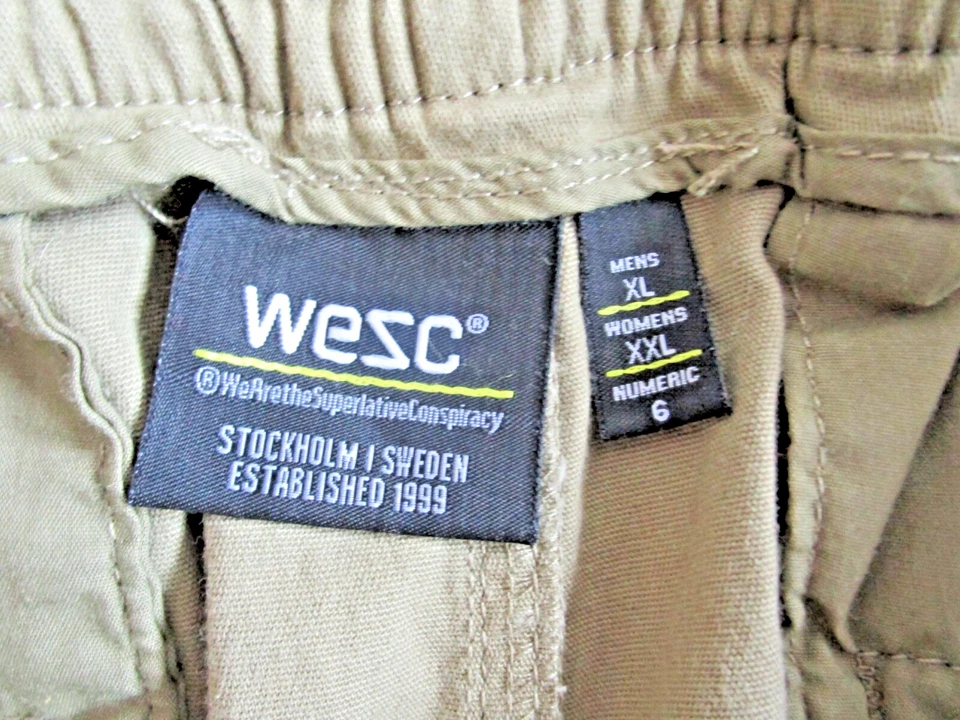 wesc®
®WeAretheSuperlativeConspiracy
STOCKHOLM | SWEDEN
ESTABLISHED 1999
MENS
XL
WOMENS
XXL
NUMERIC
6